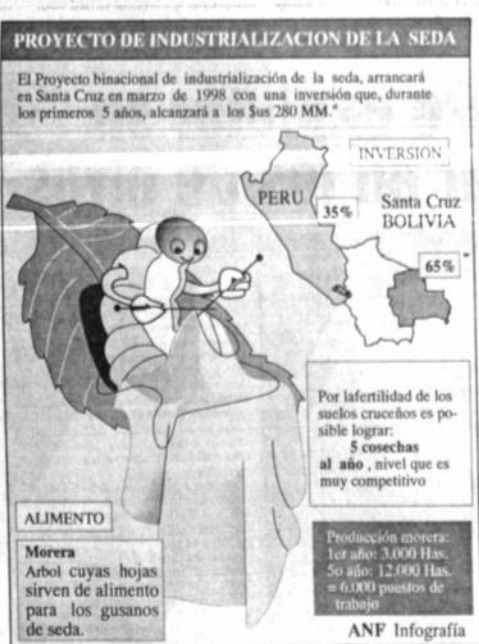 PROYECTO DE INDUSTRIALIZACION DE LA SEDA
El Proyecto binacional de industrialización de la seda, arrancará
en Santa Cruz en marzo de 1998 con una inversión que, durante
los primeros 5 años, alcanzará a los $us 280 MM.*
INVERSION
PERU
35%
Santa Cruz
BOLIVIA
65%
Por lafertilidad de los
suelos cruceños es po-
sible lograr:
5 cosechas
al año , nivel que es
muy competitivo
ALIMENTO
Morera
Arbol cuyas hojas
sirven de alimento
para los gusanos
de seda.
Producción morera:
1er año: 3.000 Has.
5o año: 12.000 Has.
= 6.000 puestos de
trabajo
ANF Infografía